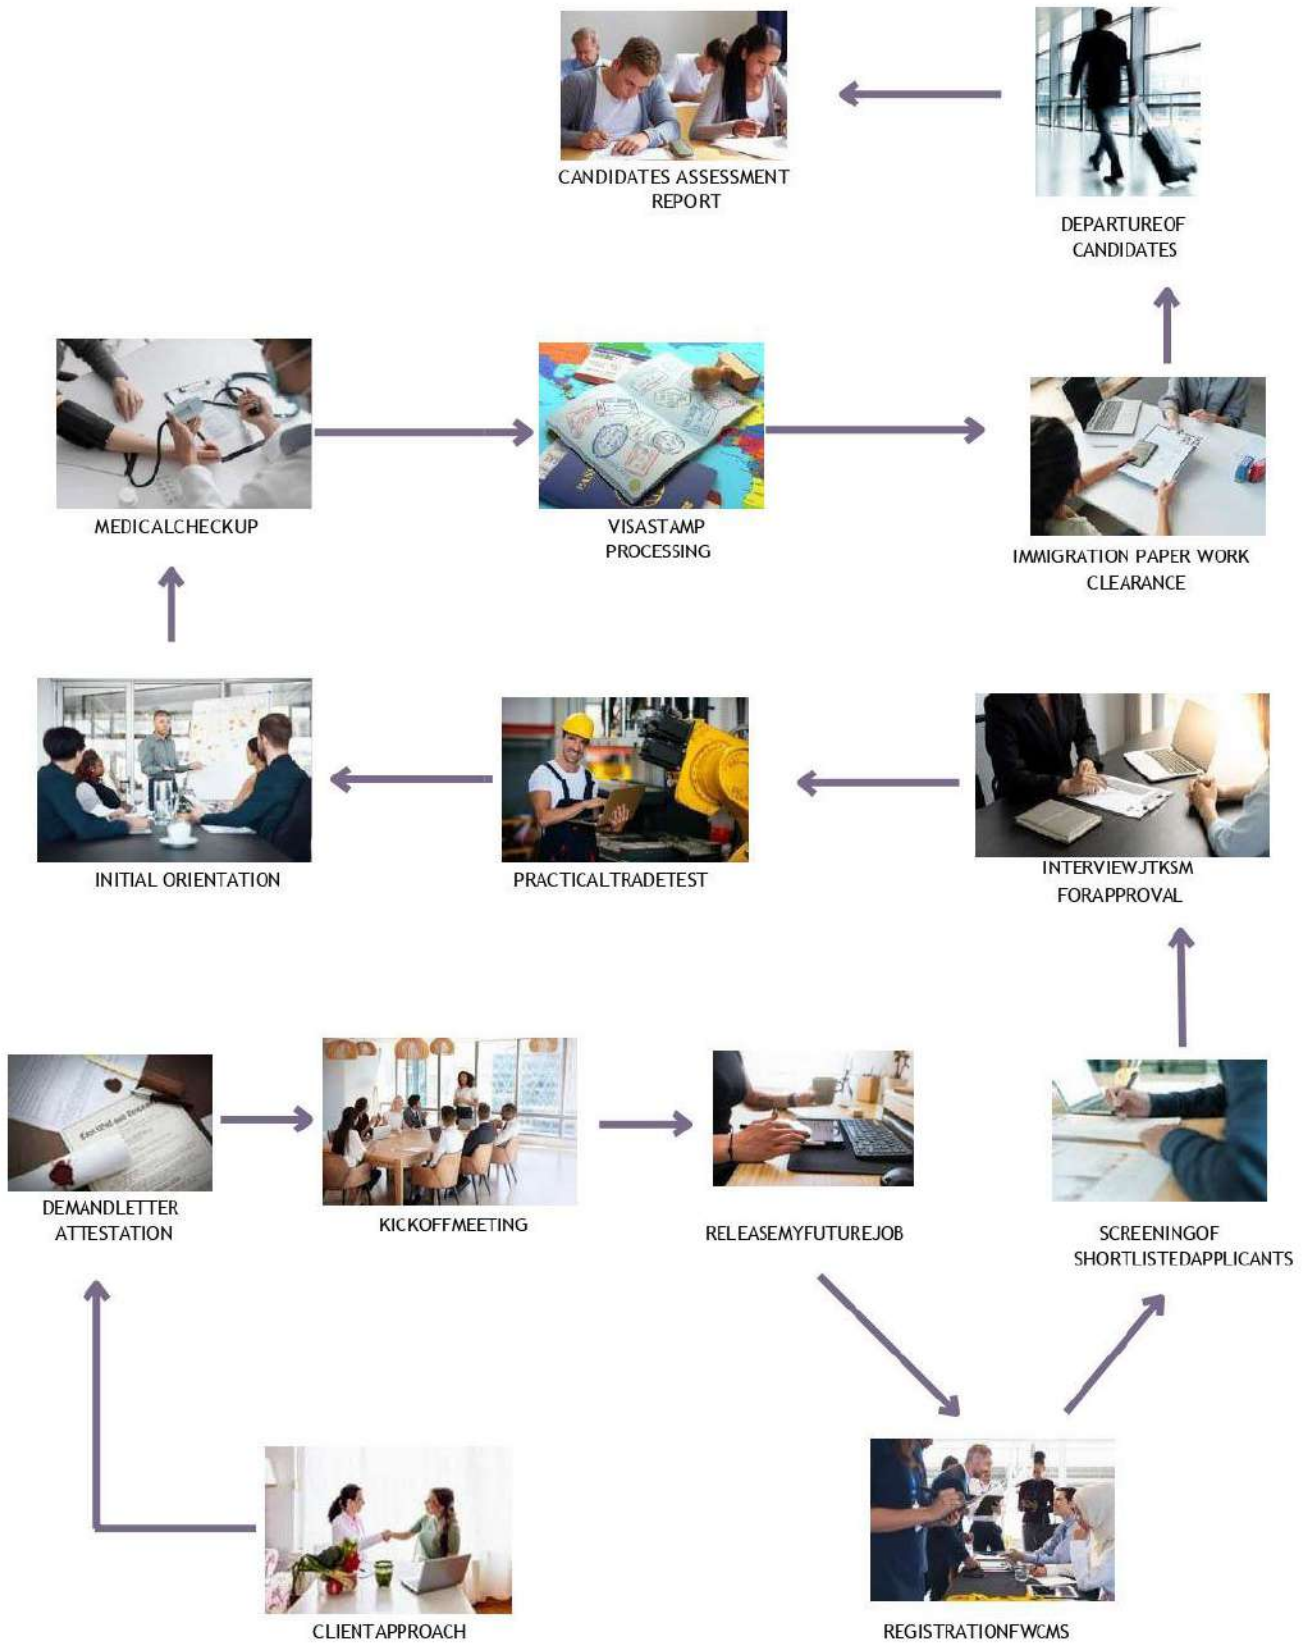 CANDIDATES ASSESSMENT
REPORT
DEPARTUREOF
CANDIDATES
MEDICALCHECKUP
VISASTAMP
PROCESSING
IMMIGRATION PAPER WORK
CLEARANCE
INITIAL ORIENTATION
PRACTICALTRADETEST
INTERVIEWJTKSM
FORAPPROVAL
DEMANDLETTER
ATTESTATION
KICKOFFMEETING
RELEASEMYFUTUREJOB
SCREENINGOF
SHORTLISTEDAPPLICANTS
CLIENTAPPROACH
REGISTRATIONFWCMS